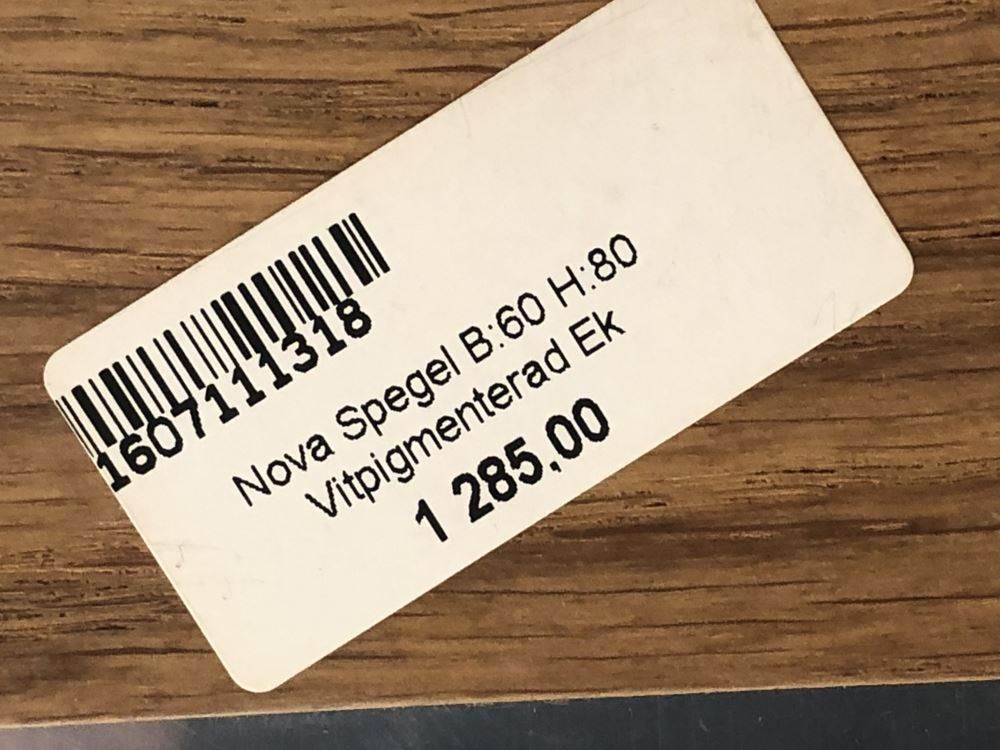 1607111318
Nova Spegel B:60 H:80
Vitpigmenterad Ek
1 285,00